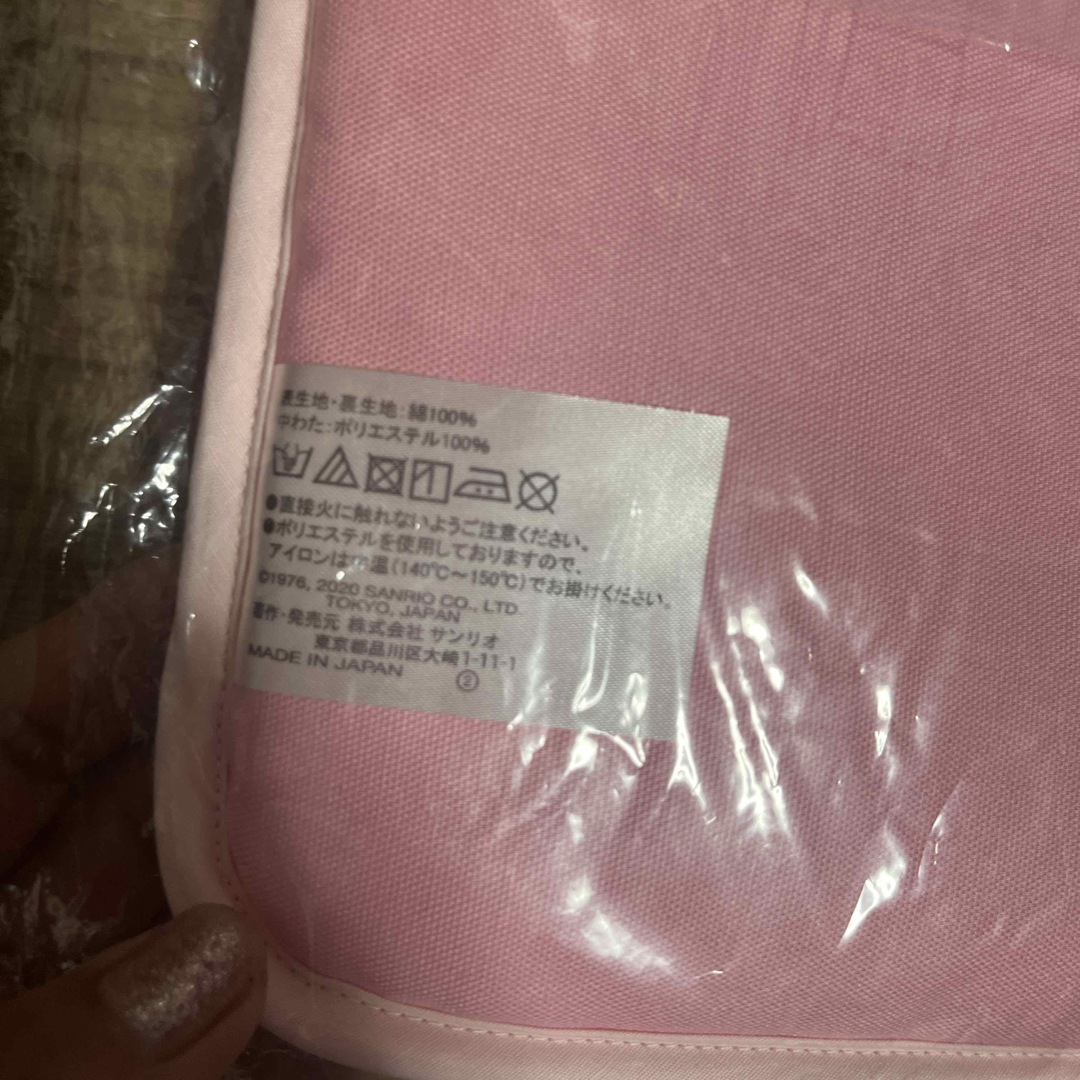 表生地・裏生地：綿100%
中わた：ポリエステル100%
●直接火に触れないようご注意ください。
●ポリエステルを使用しておりますので、
アイロンは中温（140℃～150℃）でお掛けください。
©1976, 2020 SANRIO CO., LTD.
TOKYO, JAPAN
著作・発売元 株式会社 サンリオ
東京都品川区大崎1-11-1
MADE IN JAPAN ②